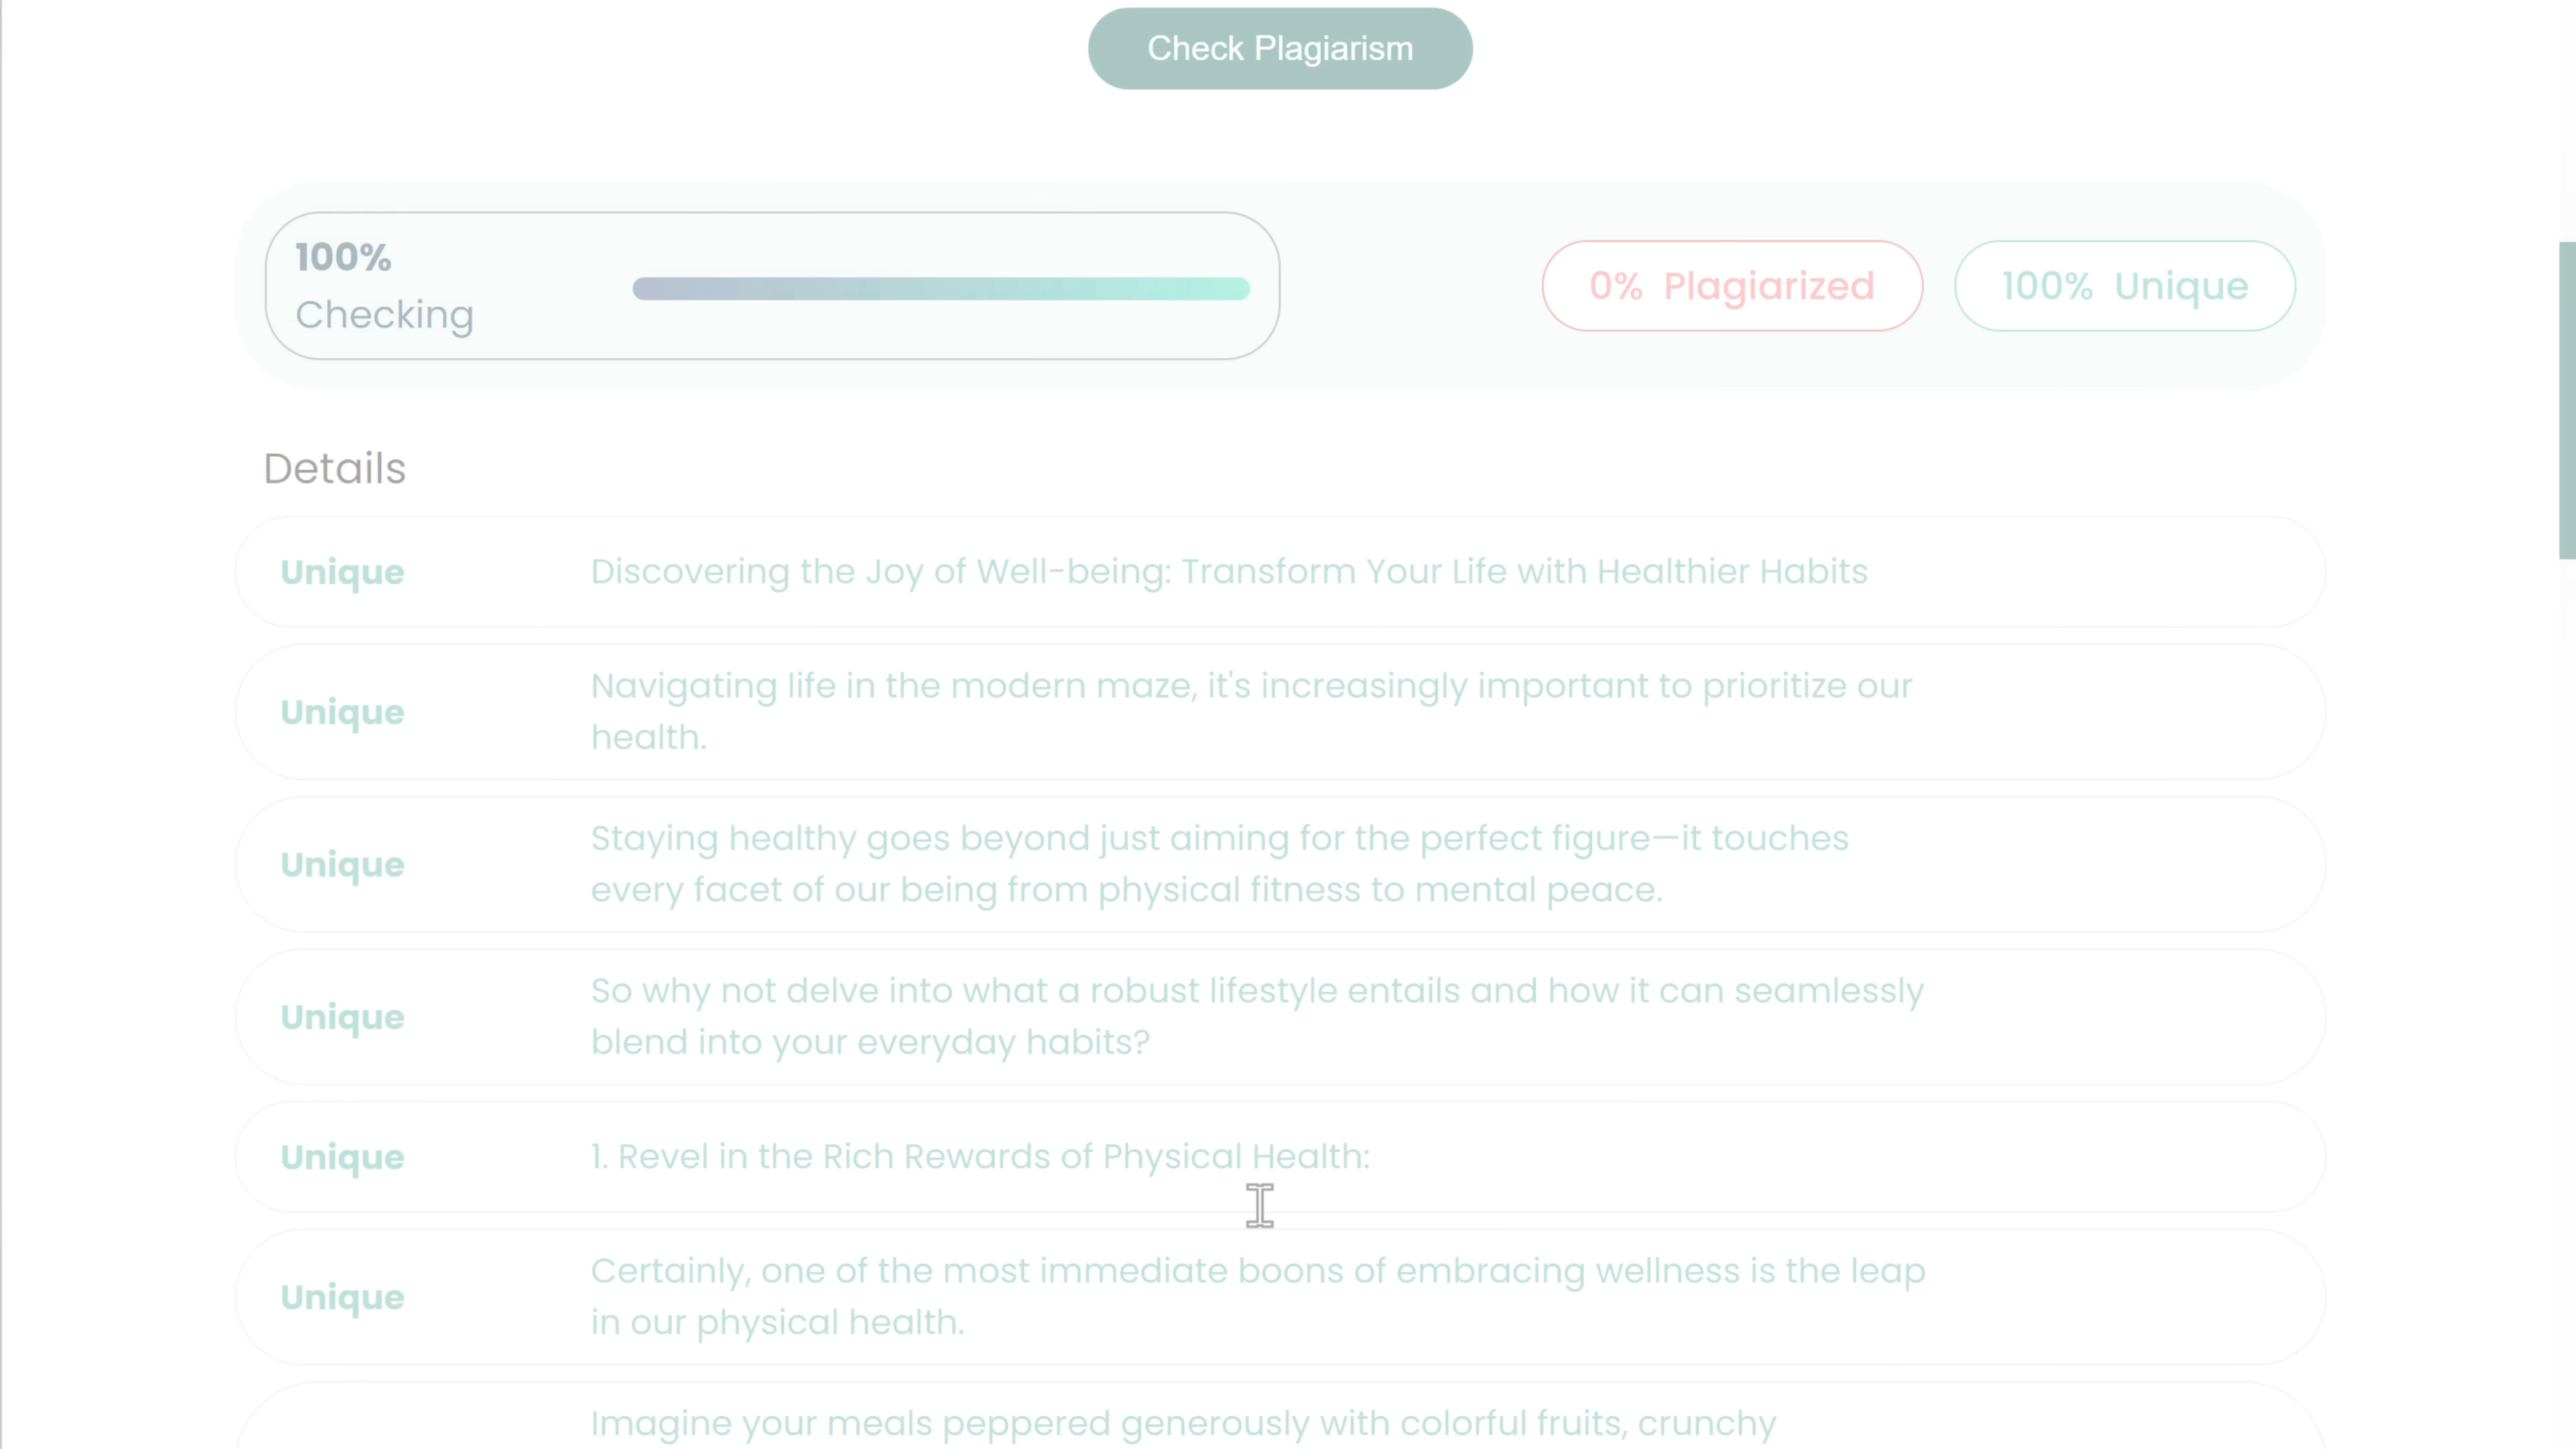 Check Plagiarism
100%
Checking
0% Plagiarized
100% Unique
Details
Unique
Discovering the Joy of Well-being: Transform Your Life with Healthier Habits
Unique
Navigating life in the modern maze, it's increasingly important to prioritize our
health.
Unique
Staying healthy goes beyond just aiming for the perfect figure—it touches
every facet of our being from physical fitness to mental peace.
Unique
So why not delve into what a robust lifestyle entails and how it can seamlessly
blend into your everyday habits?
Unique
1. Revel in the Rich Rewards of Physical Health:
Unique
Certainly, one of the most immediate boons of embracing wellness is the leap
in our physical health.
Imagine your meals peppered generously with colorful fruits, crunchy